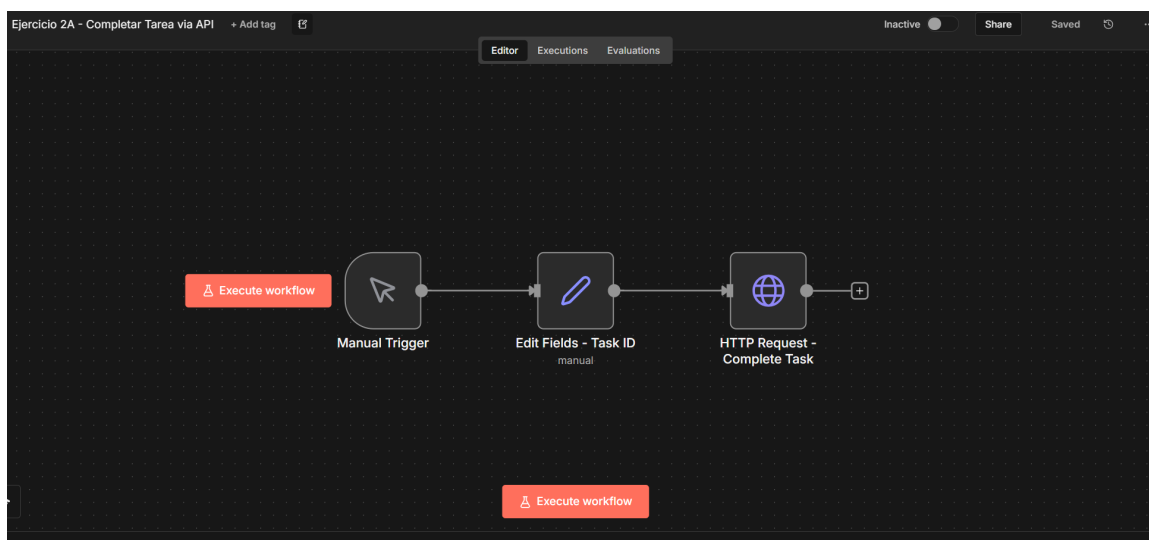 Ejercicio 2A - Completar Tarea via API + Add tag Inactive Share Saved
Editor Executions Evaluations
Execute workflow
Manual Trigger
Edit Fields - Task ID
manual
HTTP Request -
Complete Task
Execute workflow